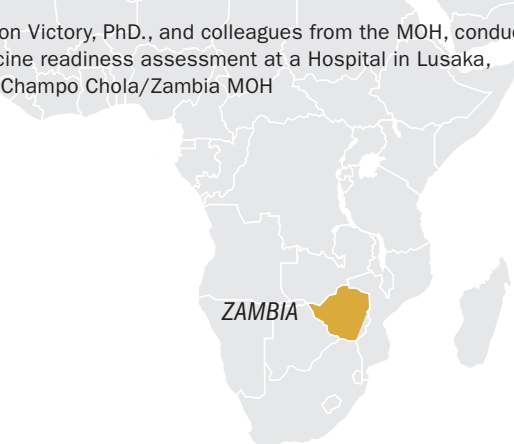 on Victory, PhD., and colleagues from the MOH, conduc
cine readiness assessment at a Hospital in Lusaka,
Champo Chola/Zambia MOH
ZAMBIA